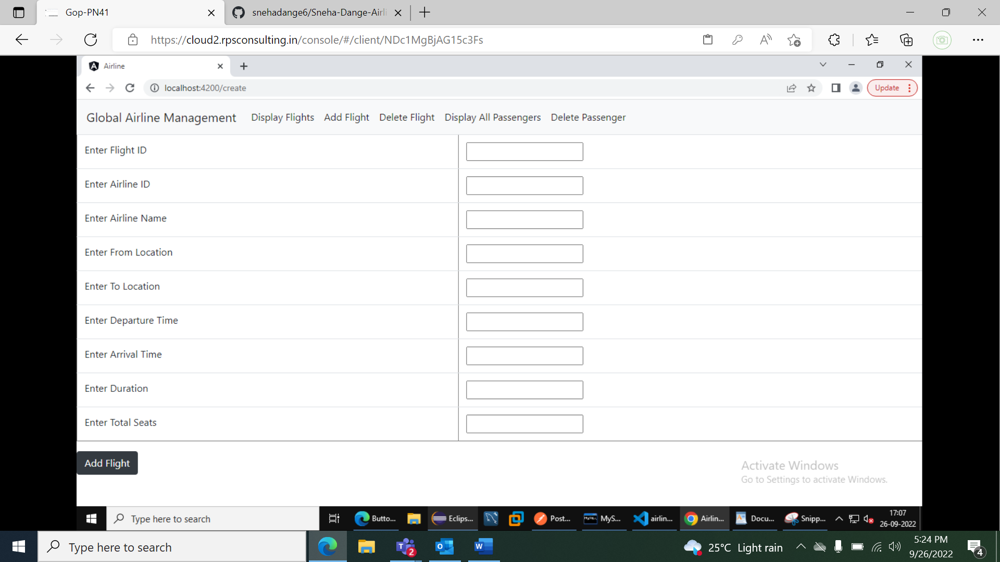 Gop-PN41
snehadange6/Sneha-Dange-Airli
https://cloud2.rpsconsulting.in/console/#/client/NDc1MgBjAG15c3Fs
Airline
localhost:4200/create
Update
Global Airline Management Display Flights Add Flight Delete Flight Display All Passengers Delete Passenger
Enter Flight ID
Enter Airline ID
Enter Airline Name
Enter From Location
Enter To Location
Enter Departure Time
Enter Arrival Time
Enter Duration
Enter Total Seats
Add Flight
Activate Windows
Go to Settings to activate Windows.
Type here to search
Butto...
Eclips...
Post...
MyS...
airlin...
Airlin...
Docu...
Snipp...
17:07
26-09-2022
Type here to search
2
25°C Light rain
5:24 PM
9/26/2022
4